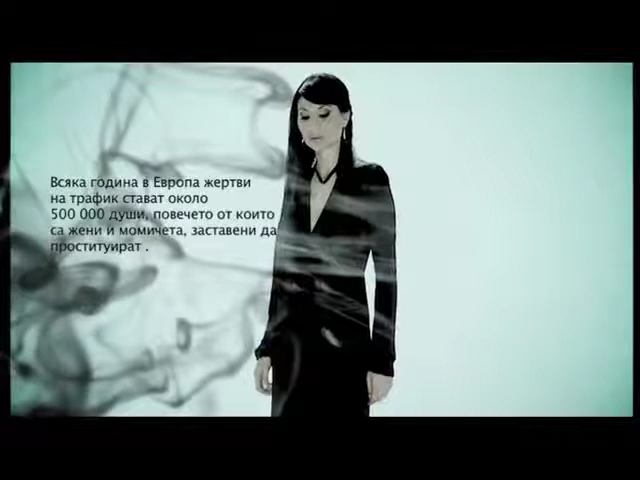 Всяка година в Европа жертви
на трафик стават около
500 000 души, повечето от които
са жени и момичета, заставени да
проституират .